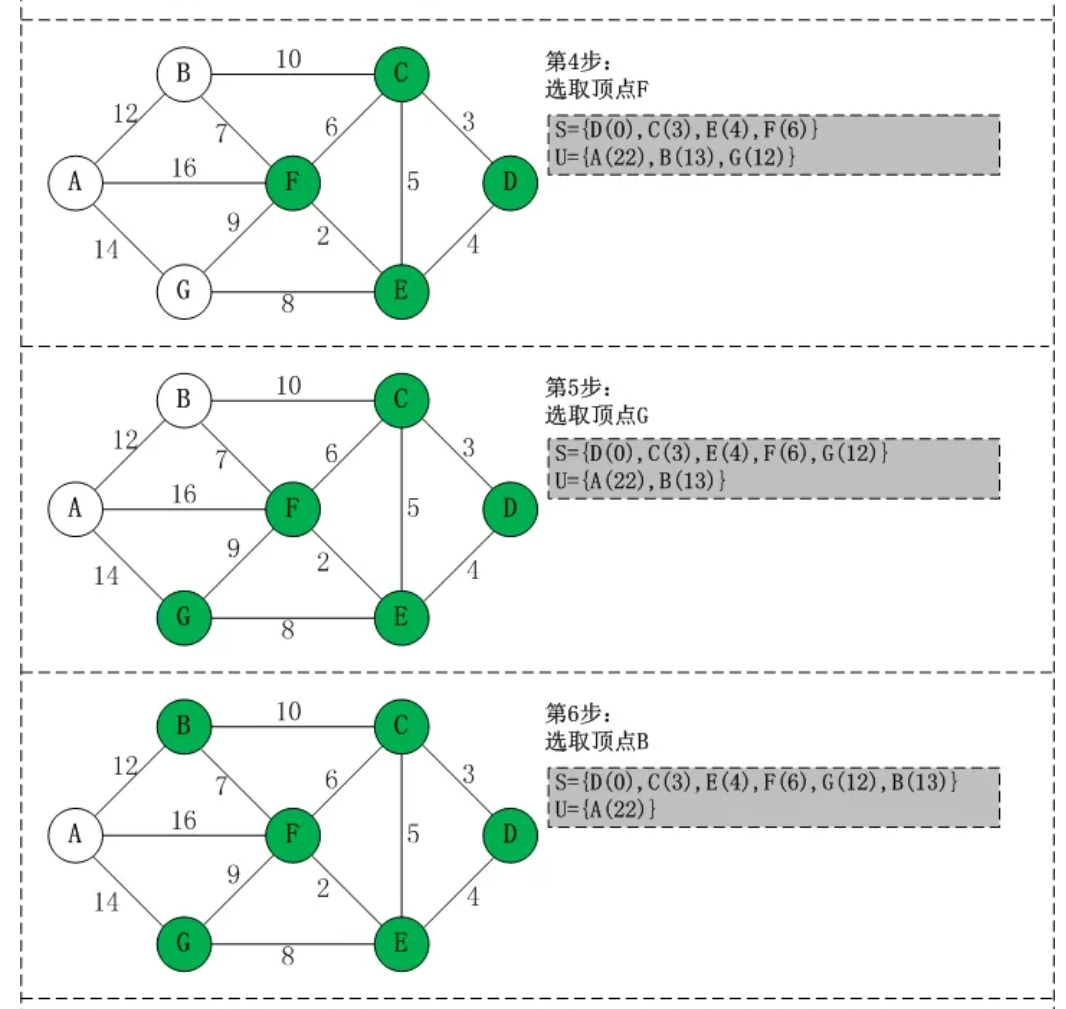 B
10
C
第4步：
选取顶点F
12
7
6
3
S={D(0),C(3),E(4),F(6)}
U={A(22),B(13),G(12)}
A
16
F
5
D
14
9
2
4
G
8
E
B
10
C
第5步：
选取顶点G
12
7
6
3
S={D(0),C(3),E(4),F(6),G(12)}
U={A(22),B(13)}
A
16
F
5
D
14
9
2
4
G
8
E
B
10
C
第6步：
选取顶点B
12
7
6
3
S={D(0),C(3),E(4),F(6),G(12),B(13)}
U={A(22)}
A
16
F
5
D
14
9
2
4
G
8
E